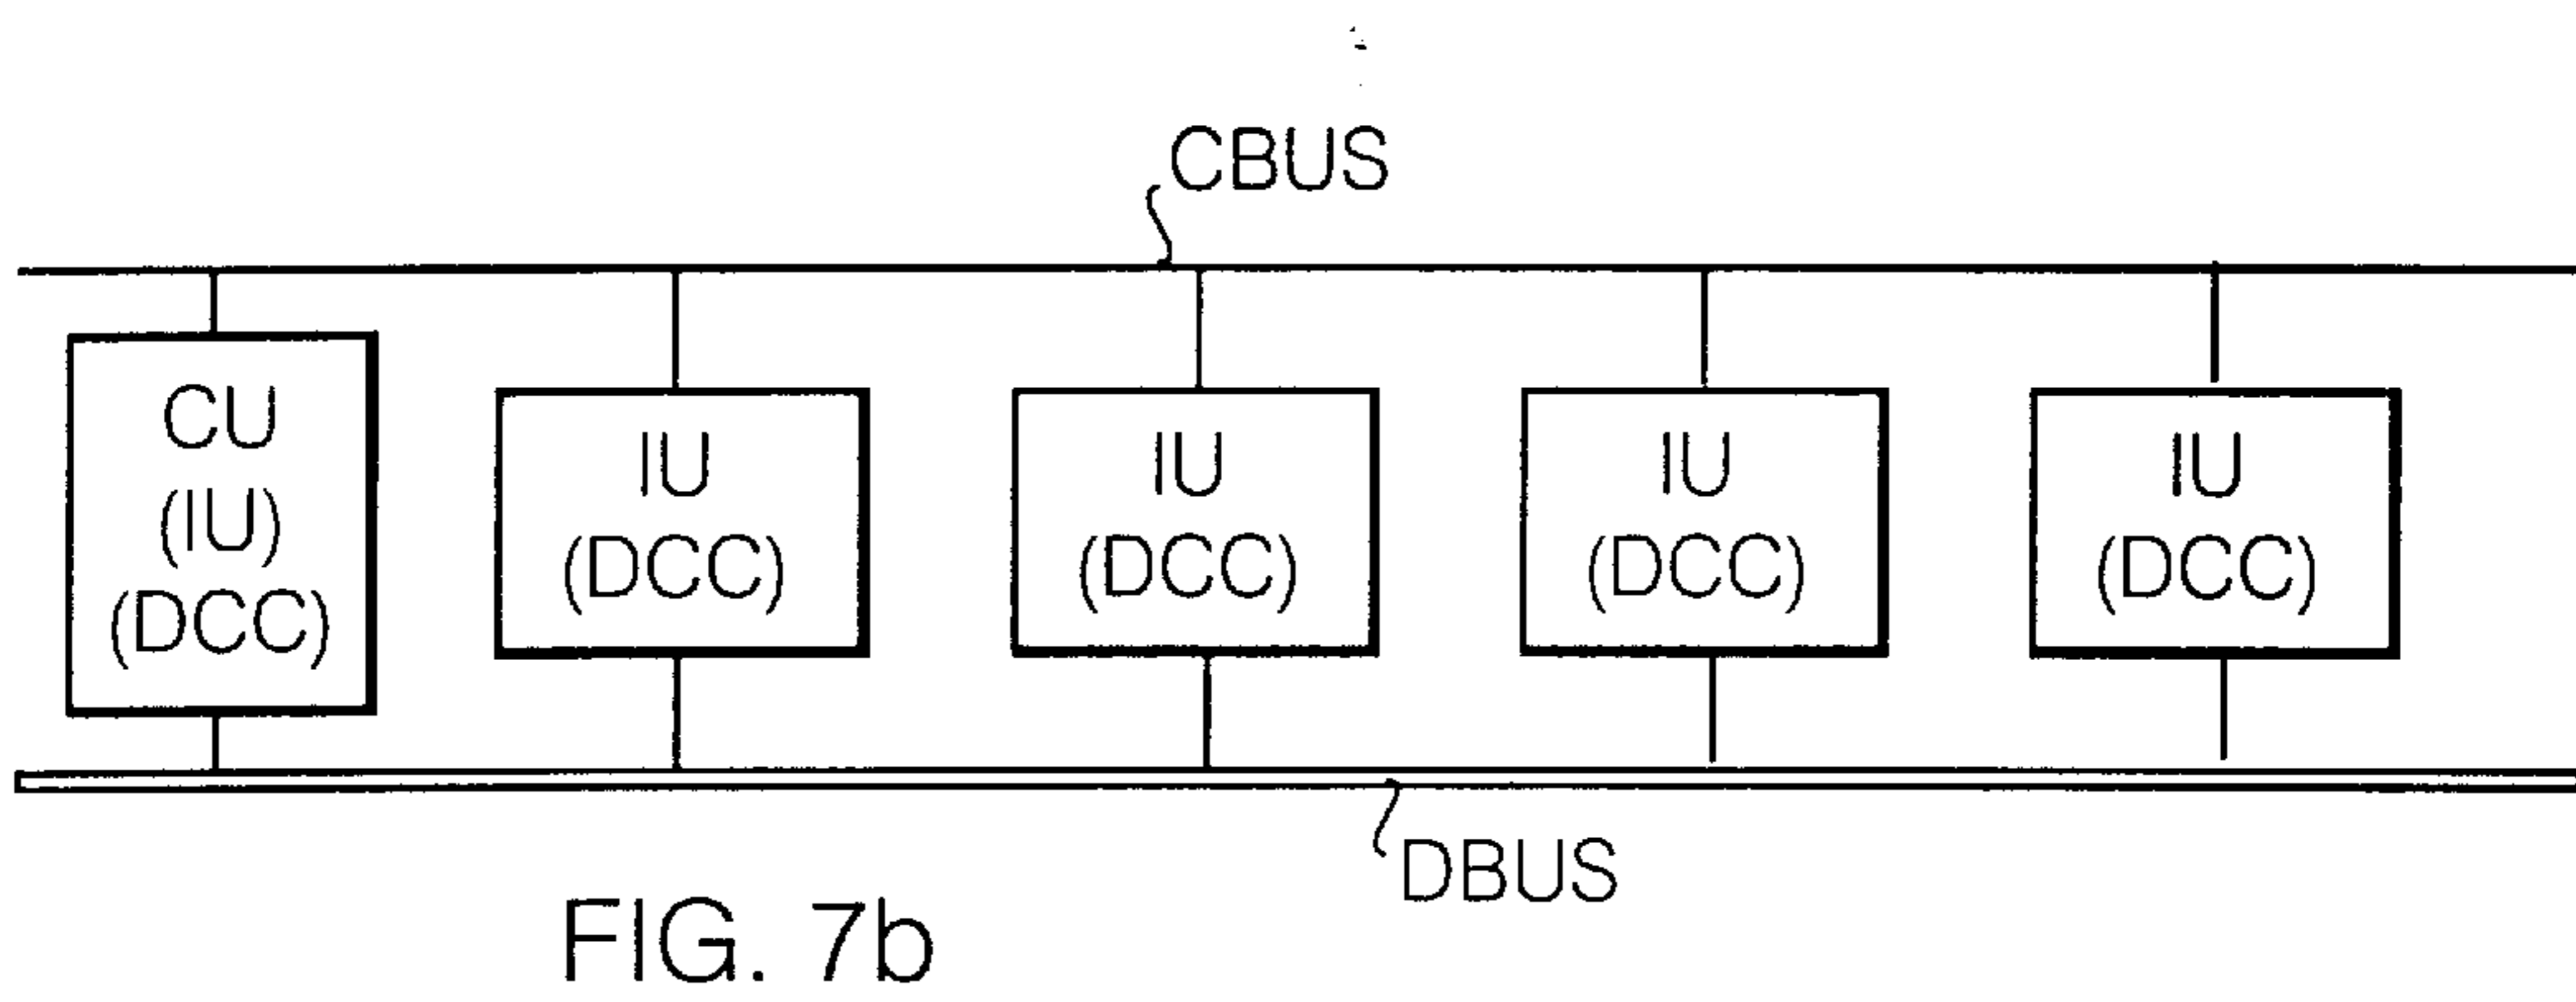 CBUS
CU
(IU)
(DCC)
IU
(DCC)
IU
(DCC)
IU
(DCC)
IU
(DCC)
DBUS
FIG. 7b